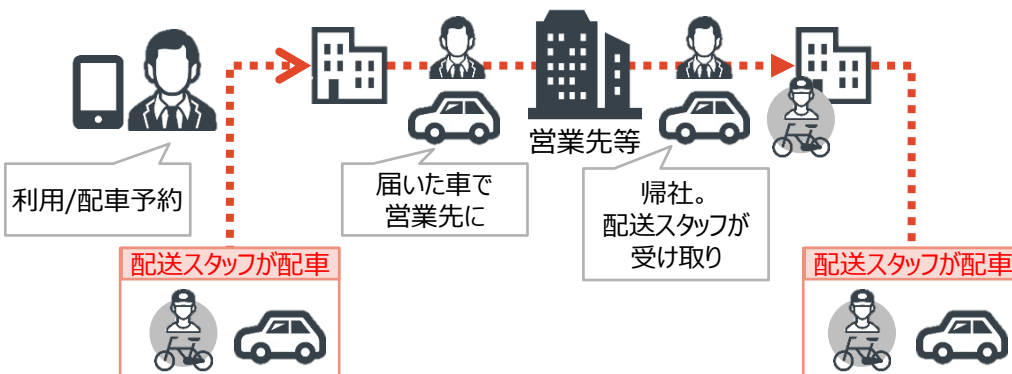 営業先等
利用/配車予約
届いた車で
営業先に
帰社。
配送スタッフが
受け取り
配送スタッフが配車
配送スタッフが配車